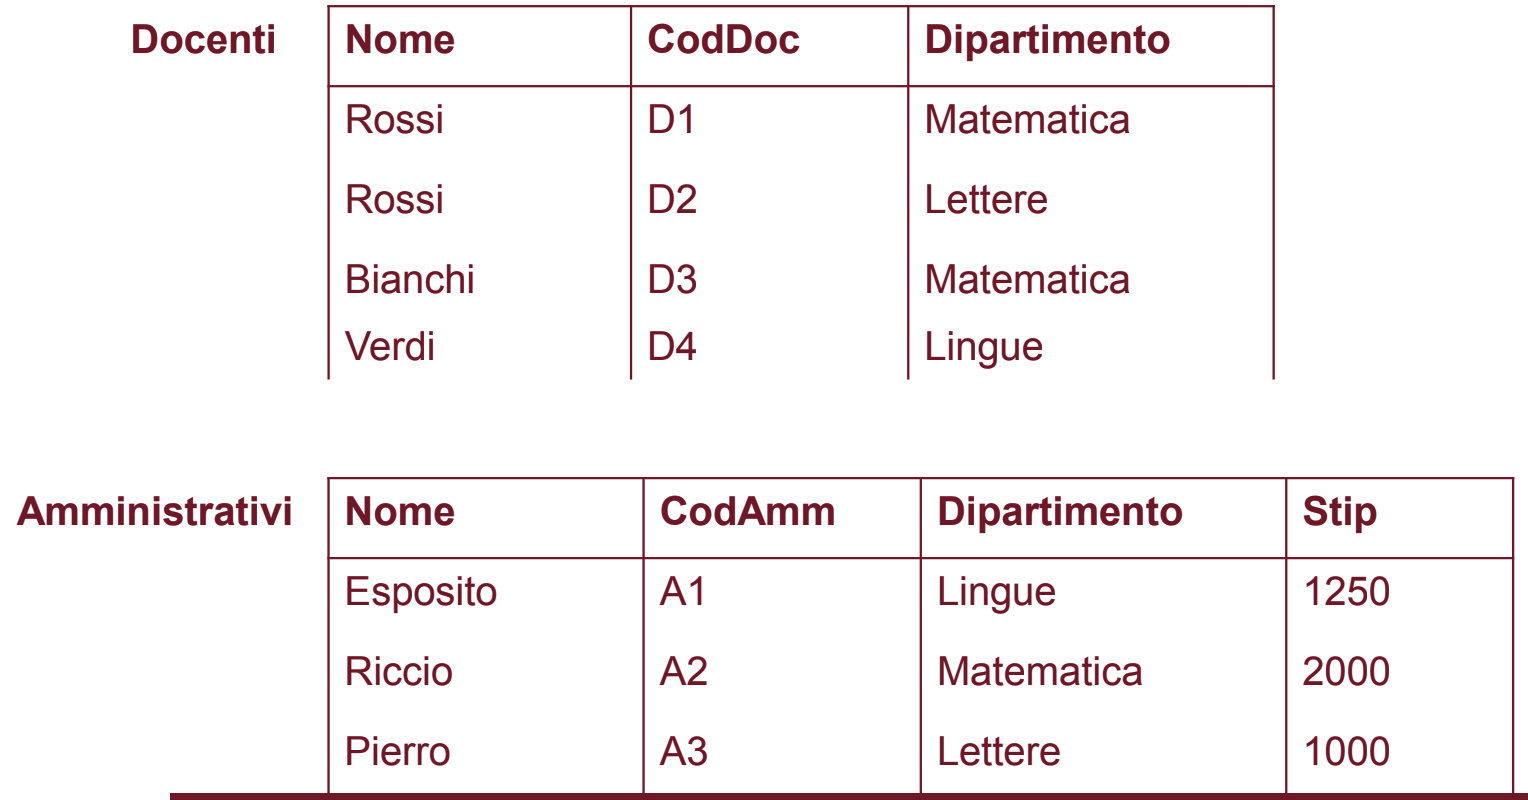 Docenti Nome CodDoc Dipartimento
Rossi D1 Matematica
Rossi D2 Lettere
Bianchi D3 Matematica
Verdi D4 Lingue
Amministrativi Nome CodAmm Dipartimento Stip
Esposito A1 Lingue 1250
Riccio A2 Matematica 2000
Pierro A3 Lettere 1000